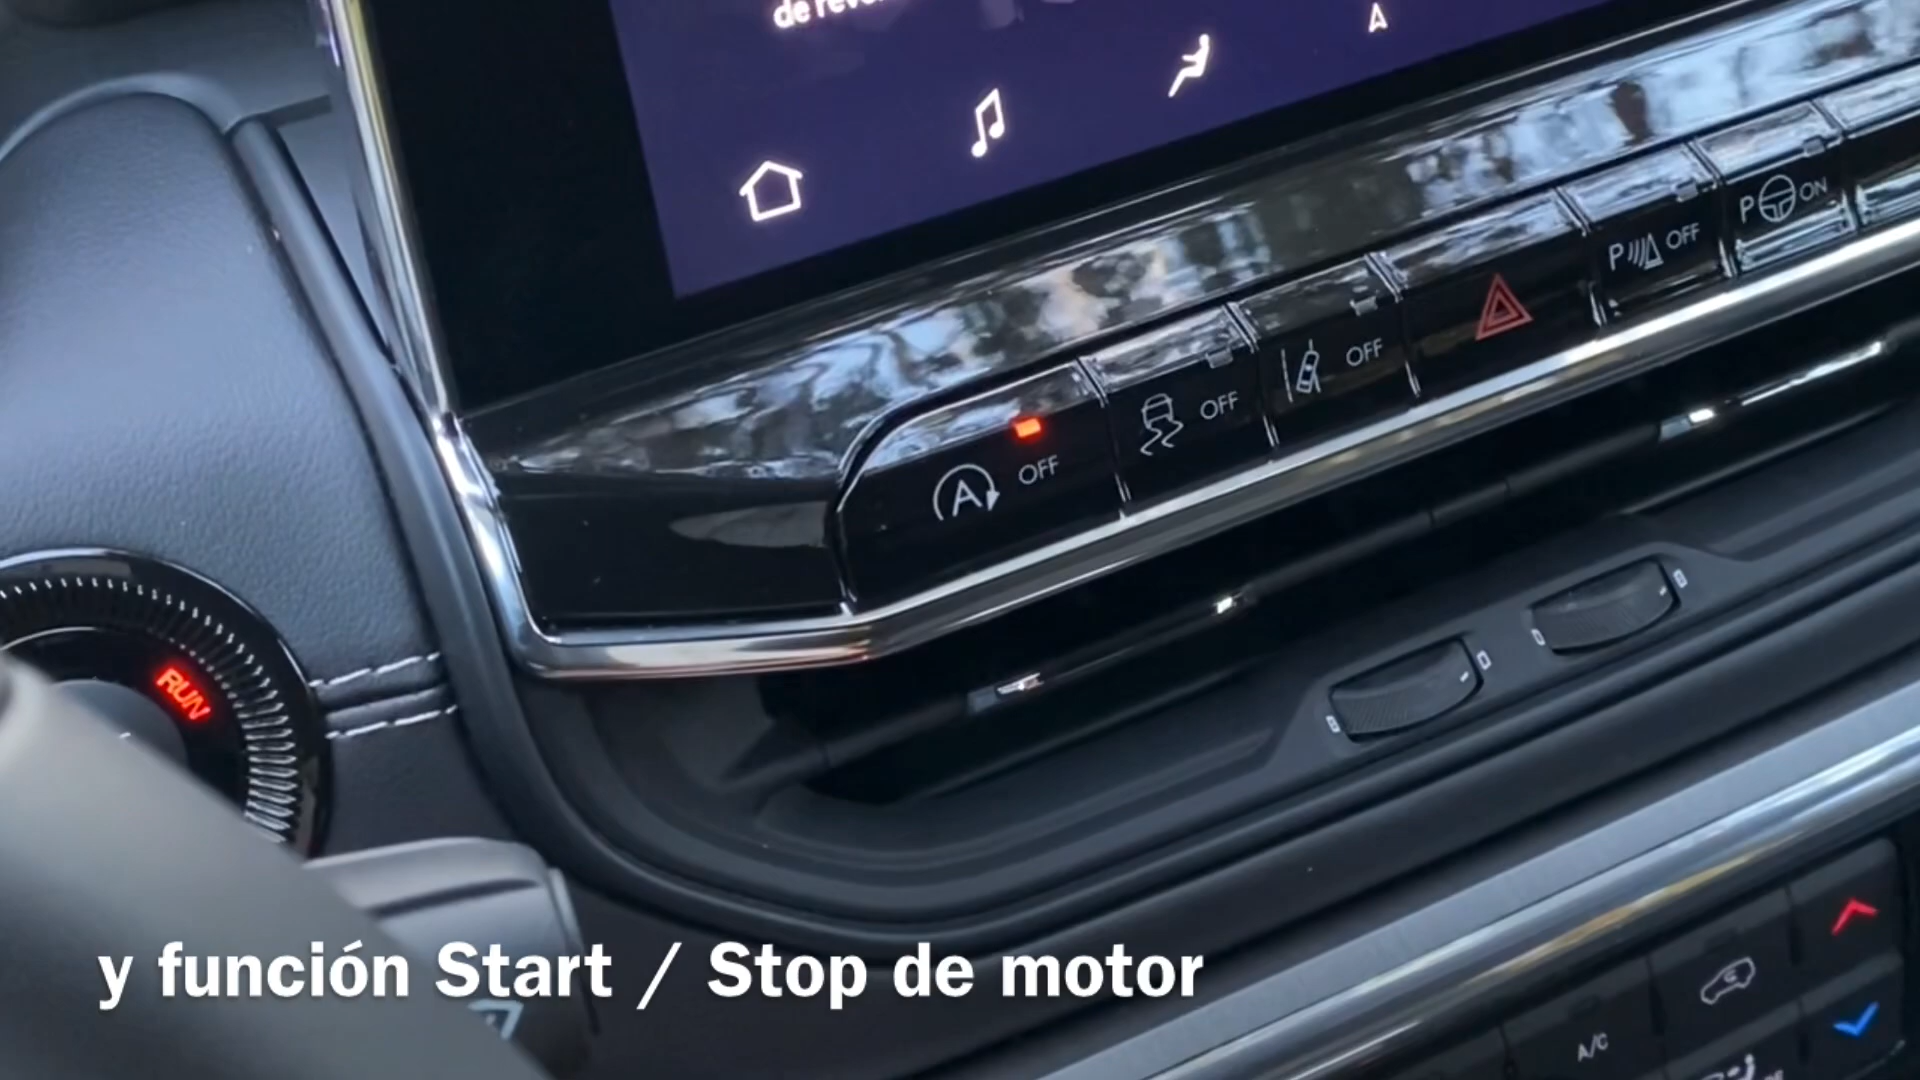 P ON
P OFF
OFF
OFF
A OFF
RUN
y función Start / Stop de motor
A/C